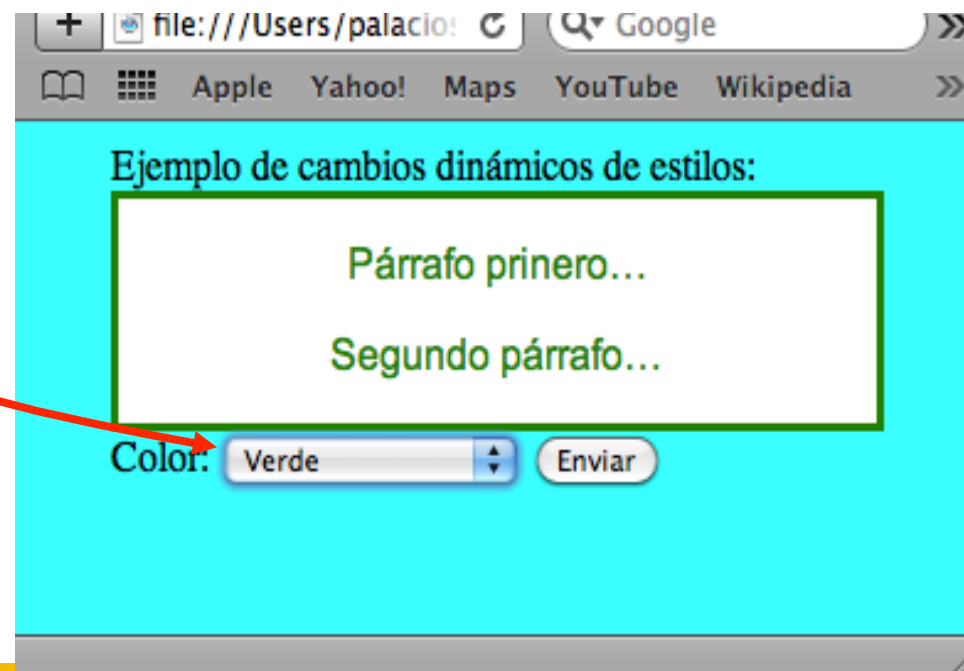 + file:///Users/palacio Google
Apple Yahoo! Maps YouTube Wikipedia
Ejemplo de cambios dinámicos de estilos:
Párrafo prinero…
Segundo párrafo…
Color: Verde Enviar